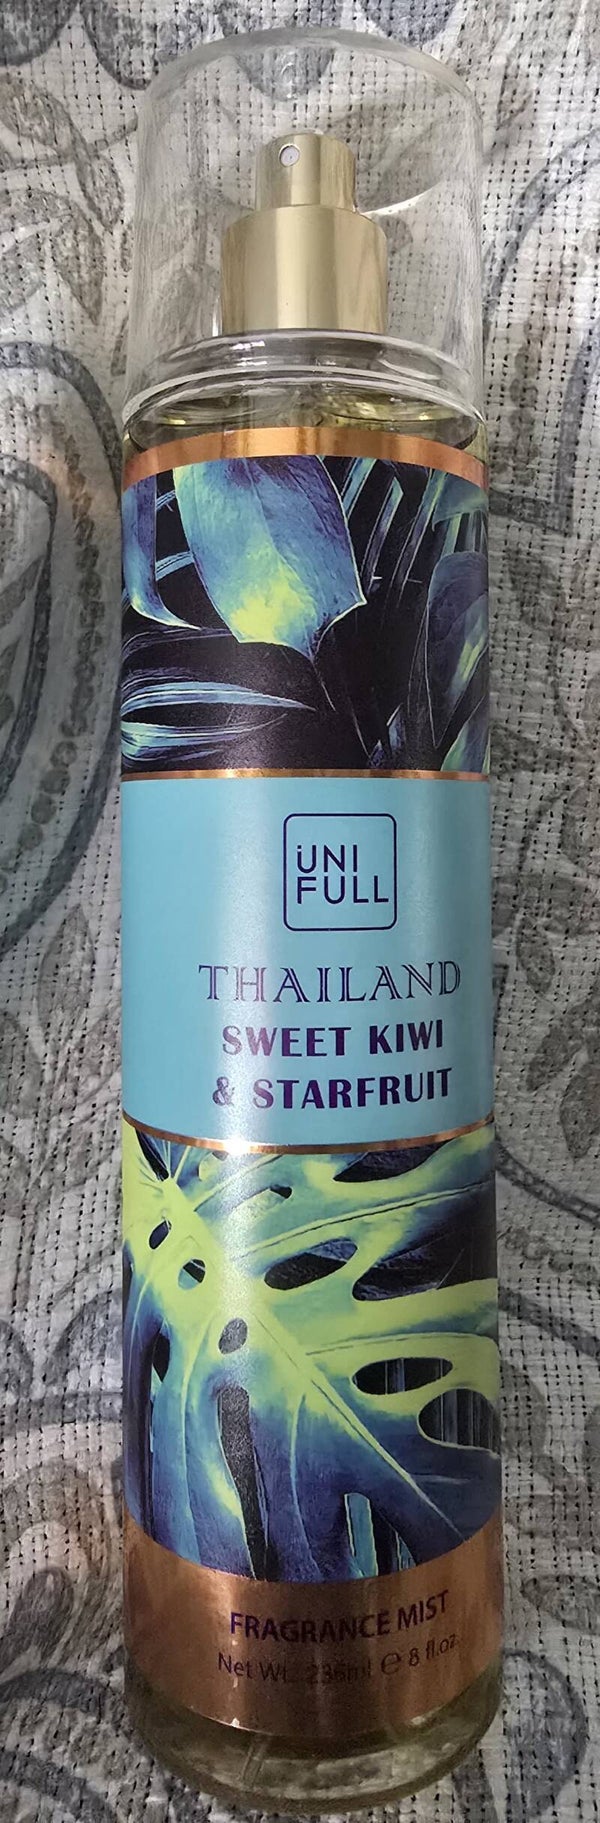 UNI
FULL
THAILAND
SWEET KIWI
& STARFRUIT
FRAGRANCE MIST
Net Wt. 236ml ℮ 8 fl.oz.